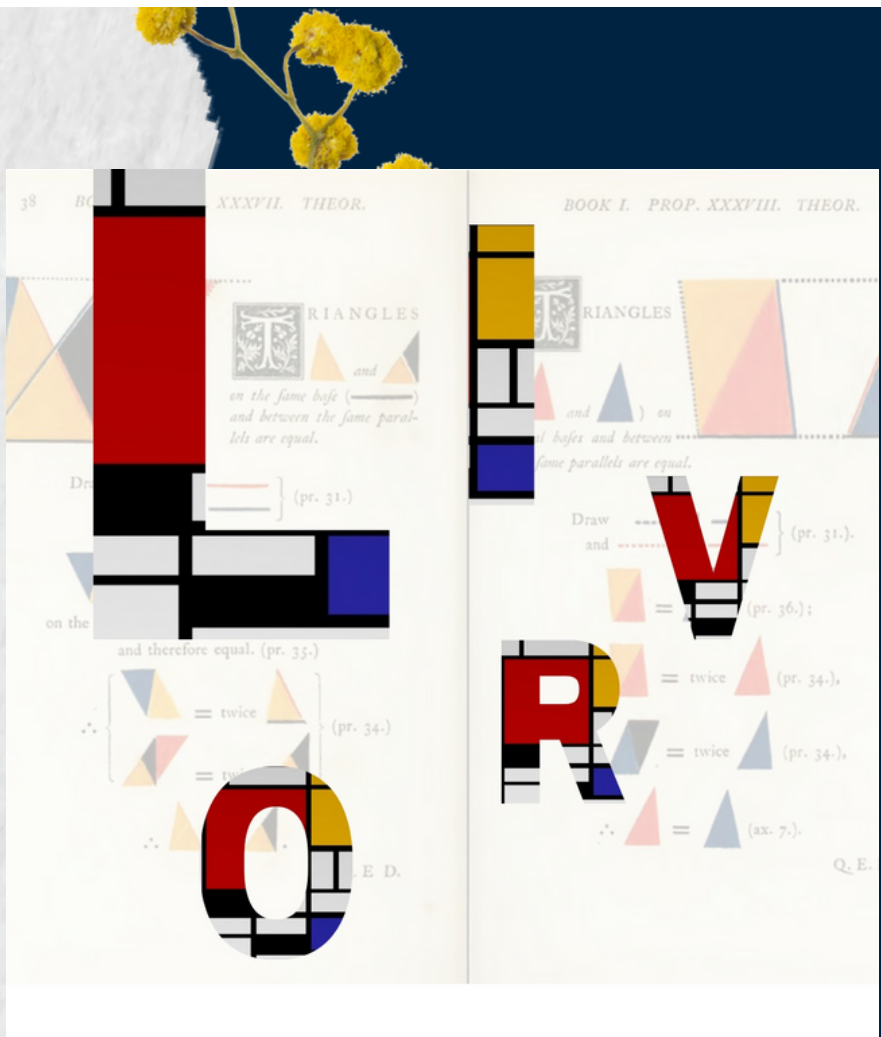 38
XXXVII. THEOR.
TRIANGLES
and
on the ſame baſe (
)
and between the ſame paral-
lels are equal.
(pr. 31.)
on the
and therefore equal. (pr. 35.)
∴
= twice
(pr. 34.)
=
∴
E D.
L
O
BOOK I. PROP. XXXVIII. THEOR.
TRIANGLES
and ) on
baſes and between
ſame parallels are equal.
Draw
and
(pr. 31.).
= (pr. 36.);
= twice (pr. 34.),
= twice (pr. 34.),
∴ = (ax. 7.).
Q. E.
I
V
R